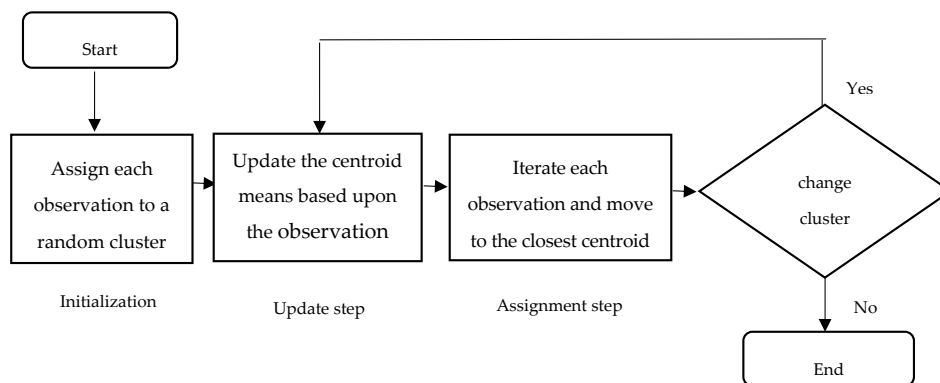 Start
Assign each
observation to a
random cluster
Initialization
Update the centroid
means based upon
the observation
Update step
Iterate each
observation and move
to the closest centroid
Assignment step
Yes
change
cluster
No
End